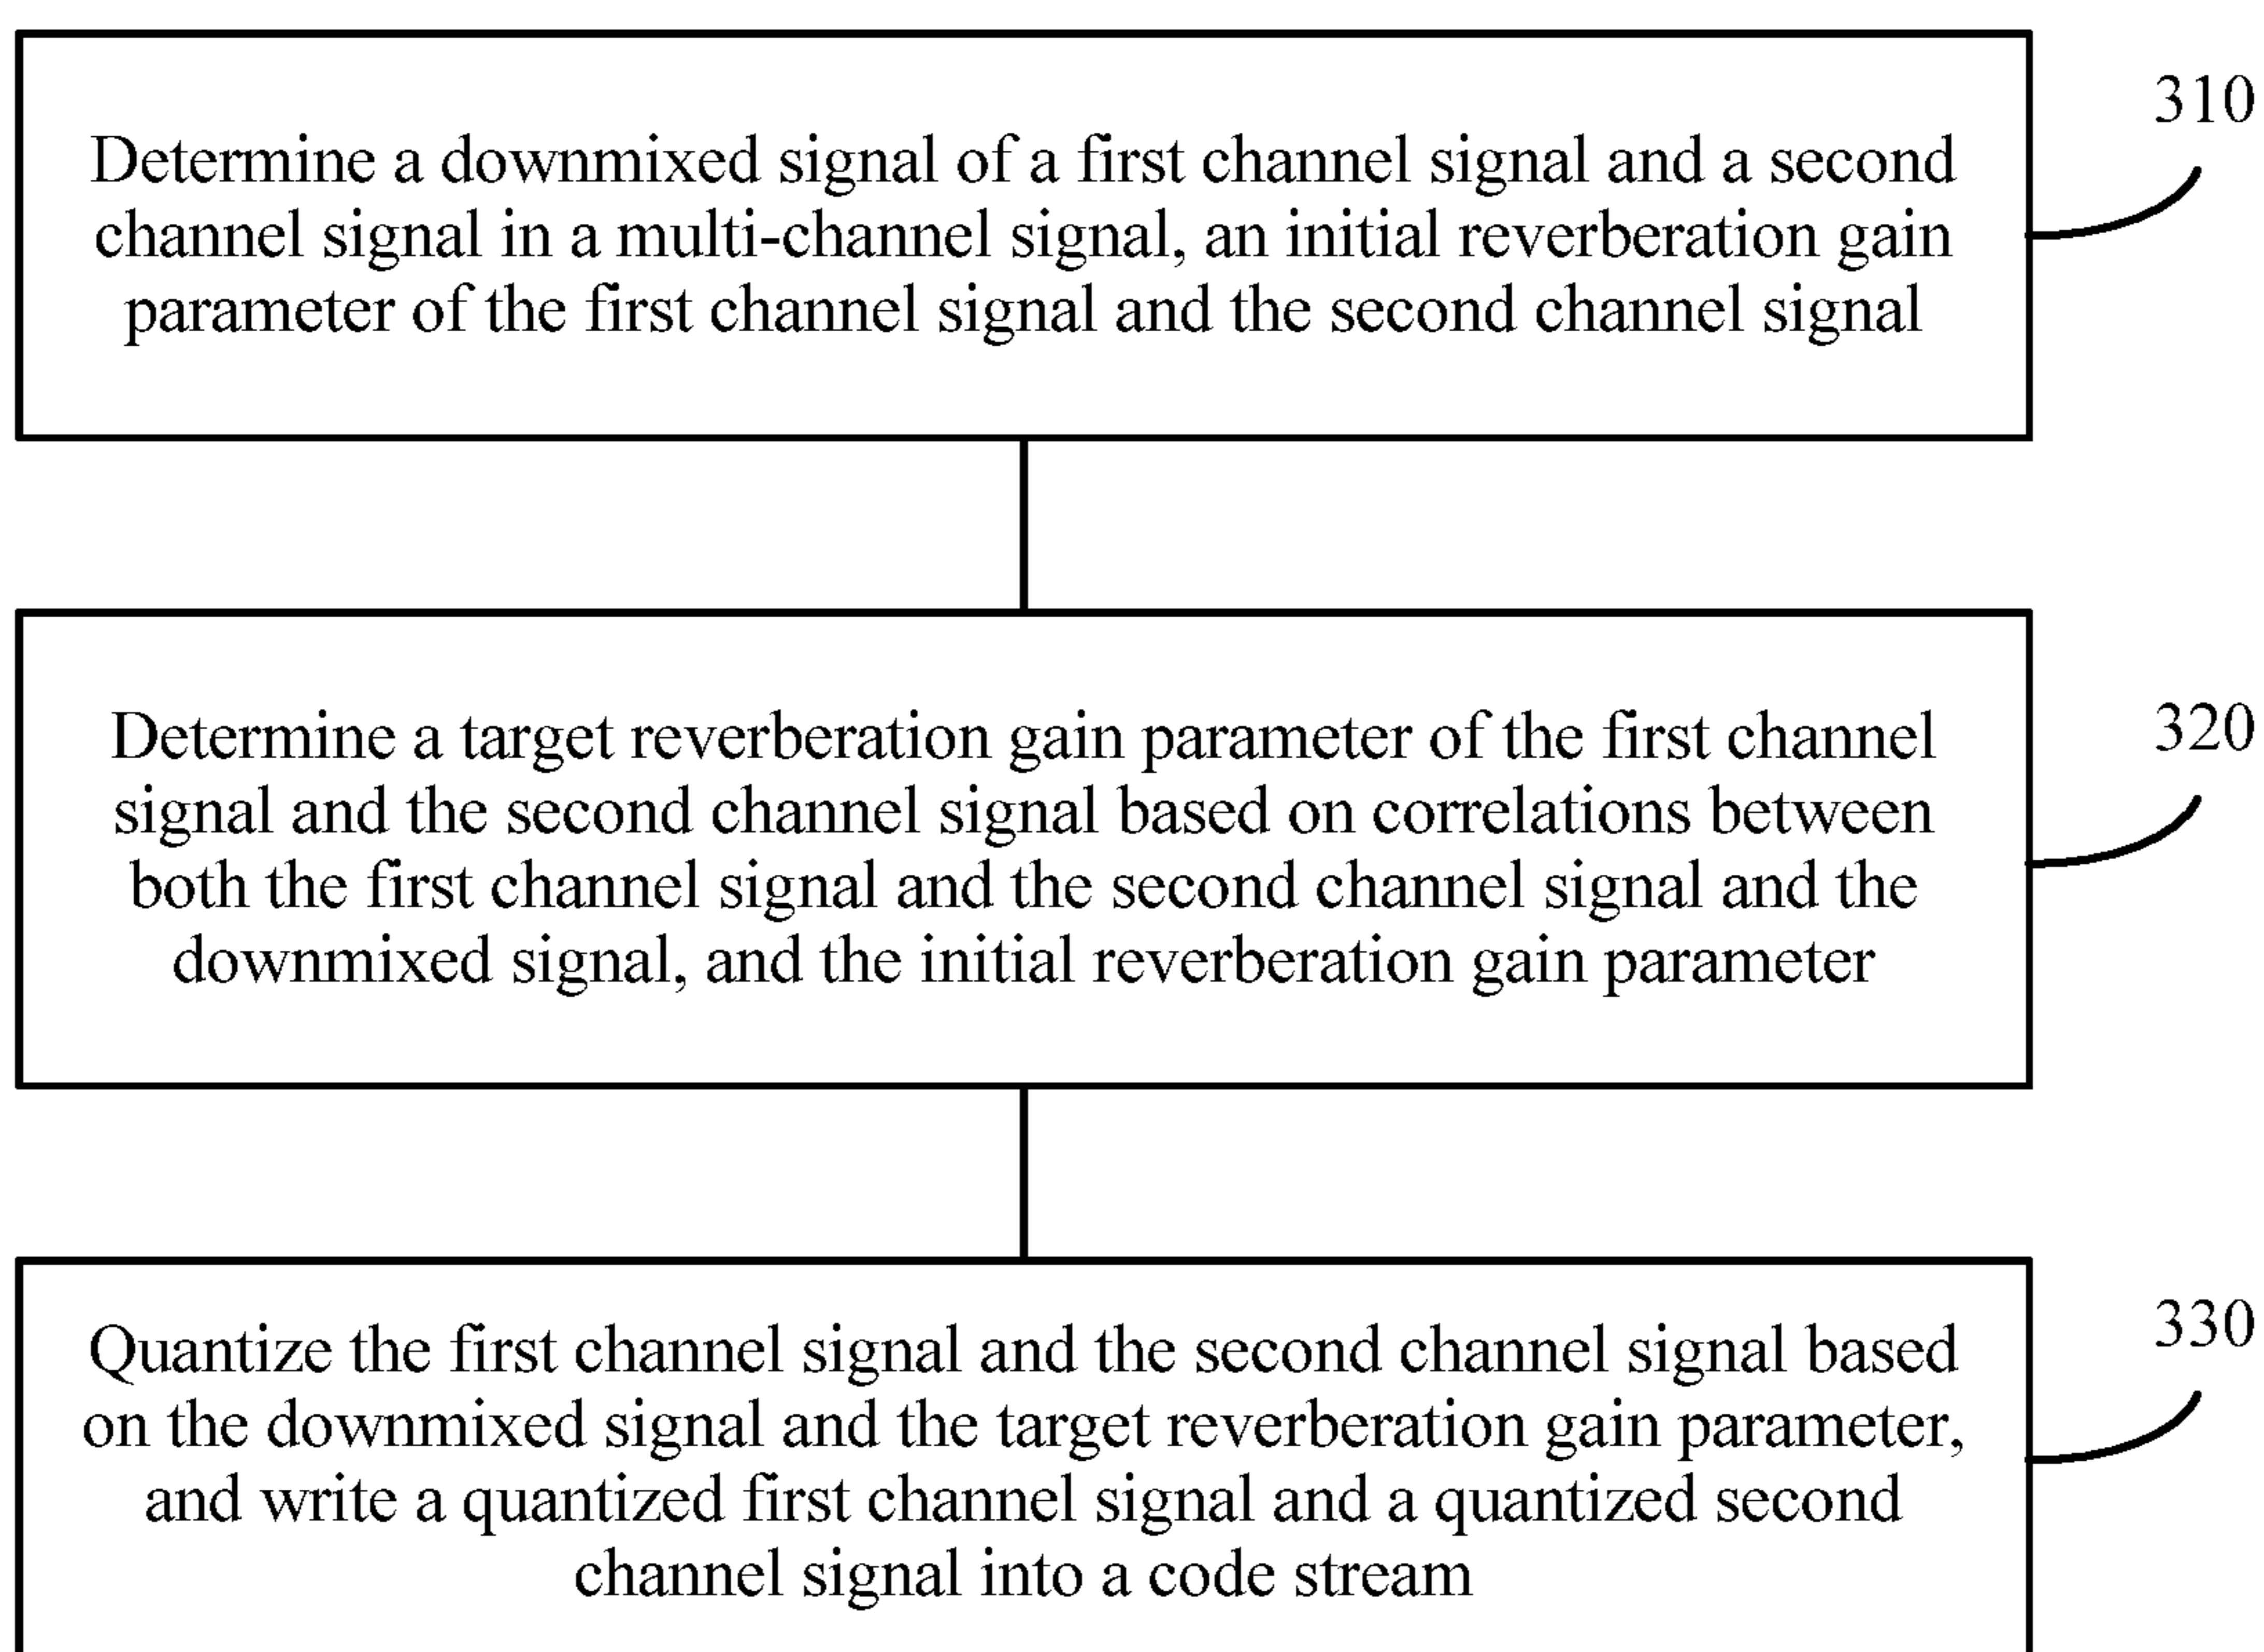 310
Determine a downmixed signal of a first channel signal and a second
channel signal in a multi-channel signal, an initial reverberation gain
parameter of the first channel signal and the second channel signal
320
Determine a target reverberation gain parameter of the first channel
signal and the second channel signal based on correlations between
both the first channel signal and the second channel signal and the
downmixed signal, and the initial reverberation gain parameter
330
Quantize the first channel signal and the second channel signal based
on the downmixed signal and the target reverberation gain parameter,
and write a quantized first channel signal and a quantized second
channel signal into a code stream